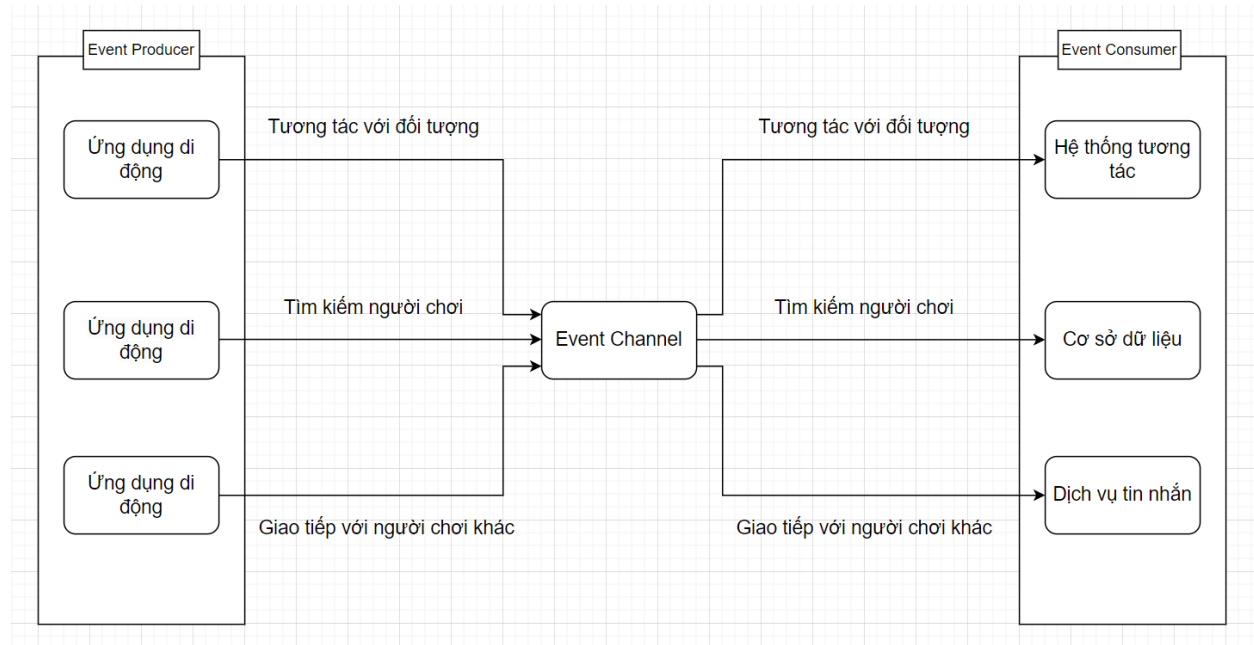 Event Producer
Event Consumer
Tương tác với đối tượng
Tương tác với đối tượng
Ứng dụng di
động
Hệ thống tương
tác
Tìm kiếm người chơi
Tìm kiếm người chơi
Ứng dụng di
động
Event Channel
Cơ sở dữ liệu
Ứng dụng di
động
Dịch vụ tin nhắn
Giao tiếp với người chơi khác
Giao tiếp với người chơi khác